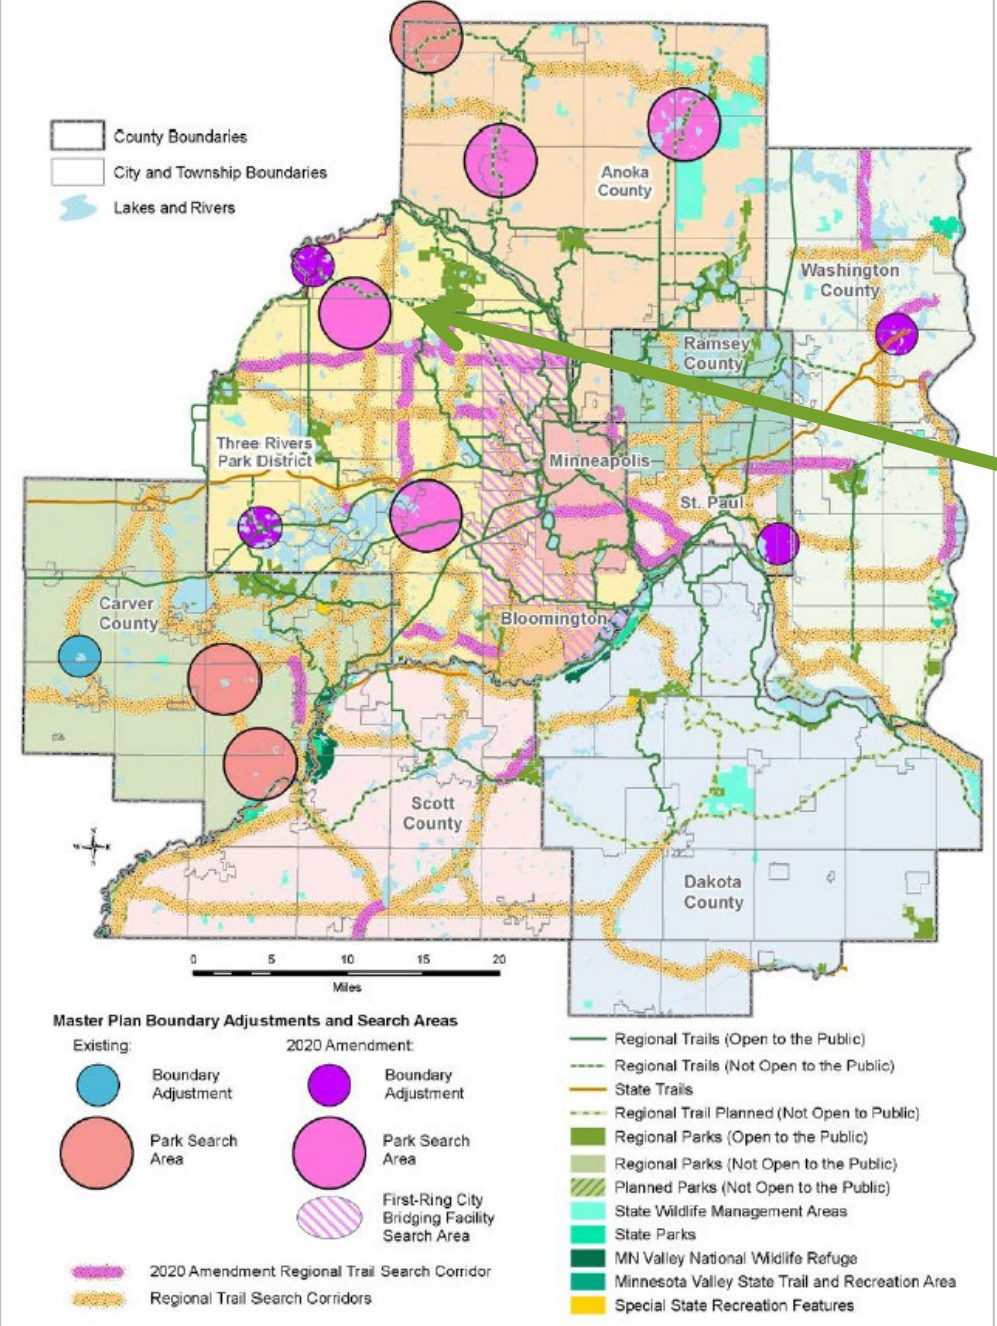 County Boundaries
City and Township Boundaries
Lakes and Rivers
Anoka
County
Washington
County
Ramsey
County
Three Rivers
Park District
Minneapolis
St. Paul
Carver
County
Bloomington
Scott
County
Dakota
County
0 5 10 15 20
Miles
Master Plan Boundary Adjustments and Search Areas
Existing:
Boundary
Adjustment
Park Search
Area
2020 Amendment:
Boundary
Adjustment
Park Search
Area
First-Ring City
Bridging Facility
Search Area
2020 Amendment Regional Trail Search Corridor
Regional Trail Search Corridors
Regional Trails (Open to the Public)
Regional Trails (Not Open to the Public)
State Trails
Regional Trail Planned (Not Open to Public)
Regional Parks (Open to the Public)
Regional Parks (Not Open to the Public)
Planned Parks (Not Open to the Public)
State Wildlife Management Areas
State Parks
MN Valley National Wildlife Refuge
Minnesota Valley State Trail and Recreation Area
Special State Recreation Features